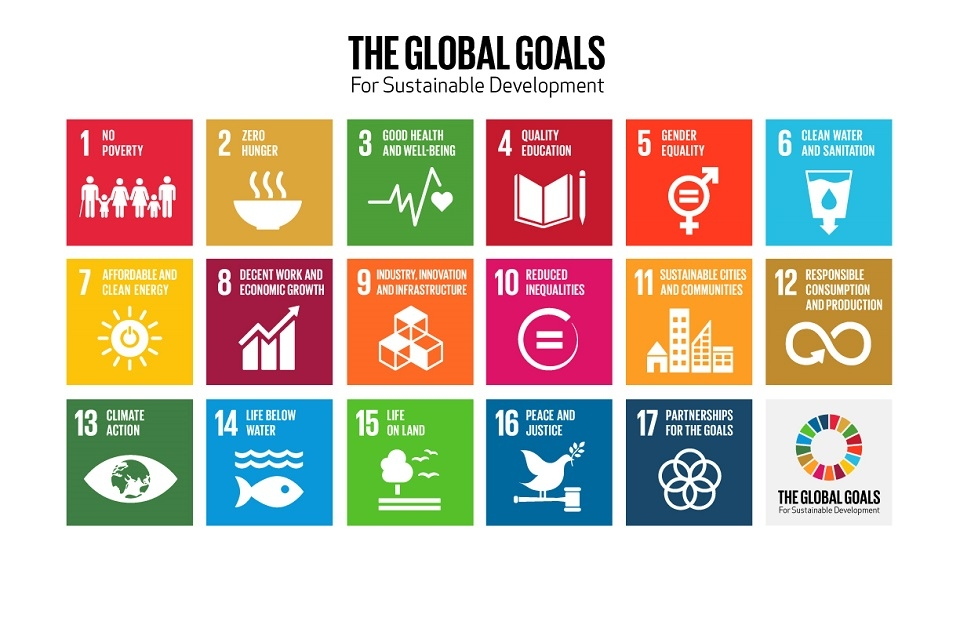 THE GLOBAL GOALS
For Sustainable Development
1 NO
POVERTY
2 ZERO
HUNGER
3 GOOD HEALTH
AND WELL-BEING
4 QUALITY
EDUCATION
5 GENDER
EQUALITY
6 CLEAN WATER
AND SANITATION
7 AFFORDABLE AND
CLEAN ENERGY
8 DECENT WORK AND
ECONOMIC GROWTH
9 INDUSTRY, INNOVATION
AND INFRASTRUCTURE
10 REDUCED
INEQUALITIES
11 SUSTAINABLE CITIES
AND COMMUNITIES
12 RESPONSIBLE
CONSUMPTION
AND PRODUCTION
13 CLIMATE
ACTION
14 LIFE BELOW
WATER
15 LIFE
ON LAND
16 PEACE AND
JUSTICE
17 PARTNERSHIPS
FOR THE GOALS
THE GLOBAL GOALS
For Sustainable Development